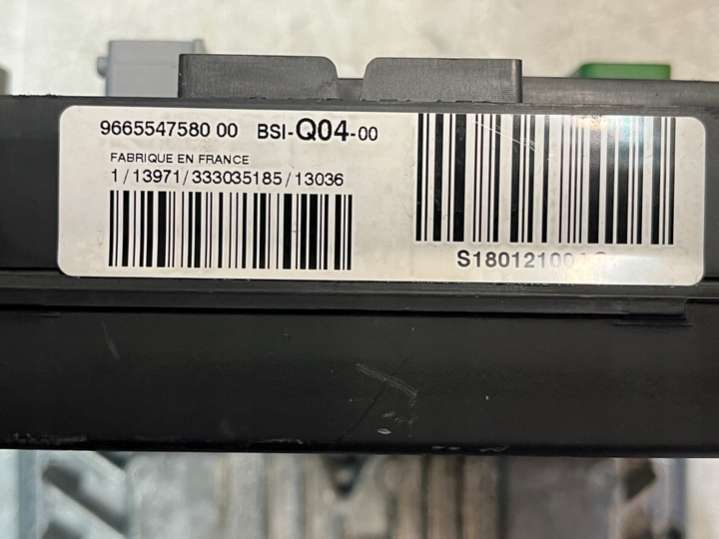 9665547580 00 BSI-Q04-00
FABRIQUE EN FRANCE
1/13971/333035185/13036